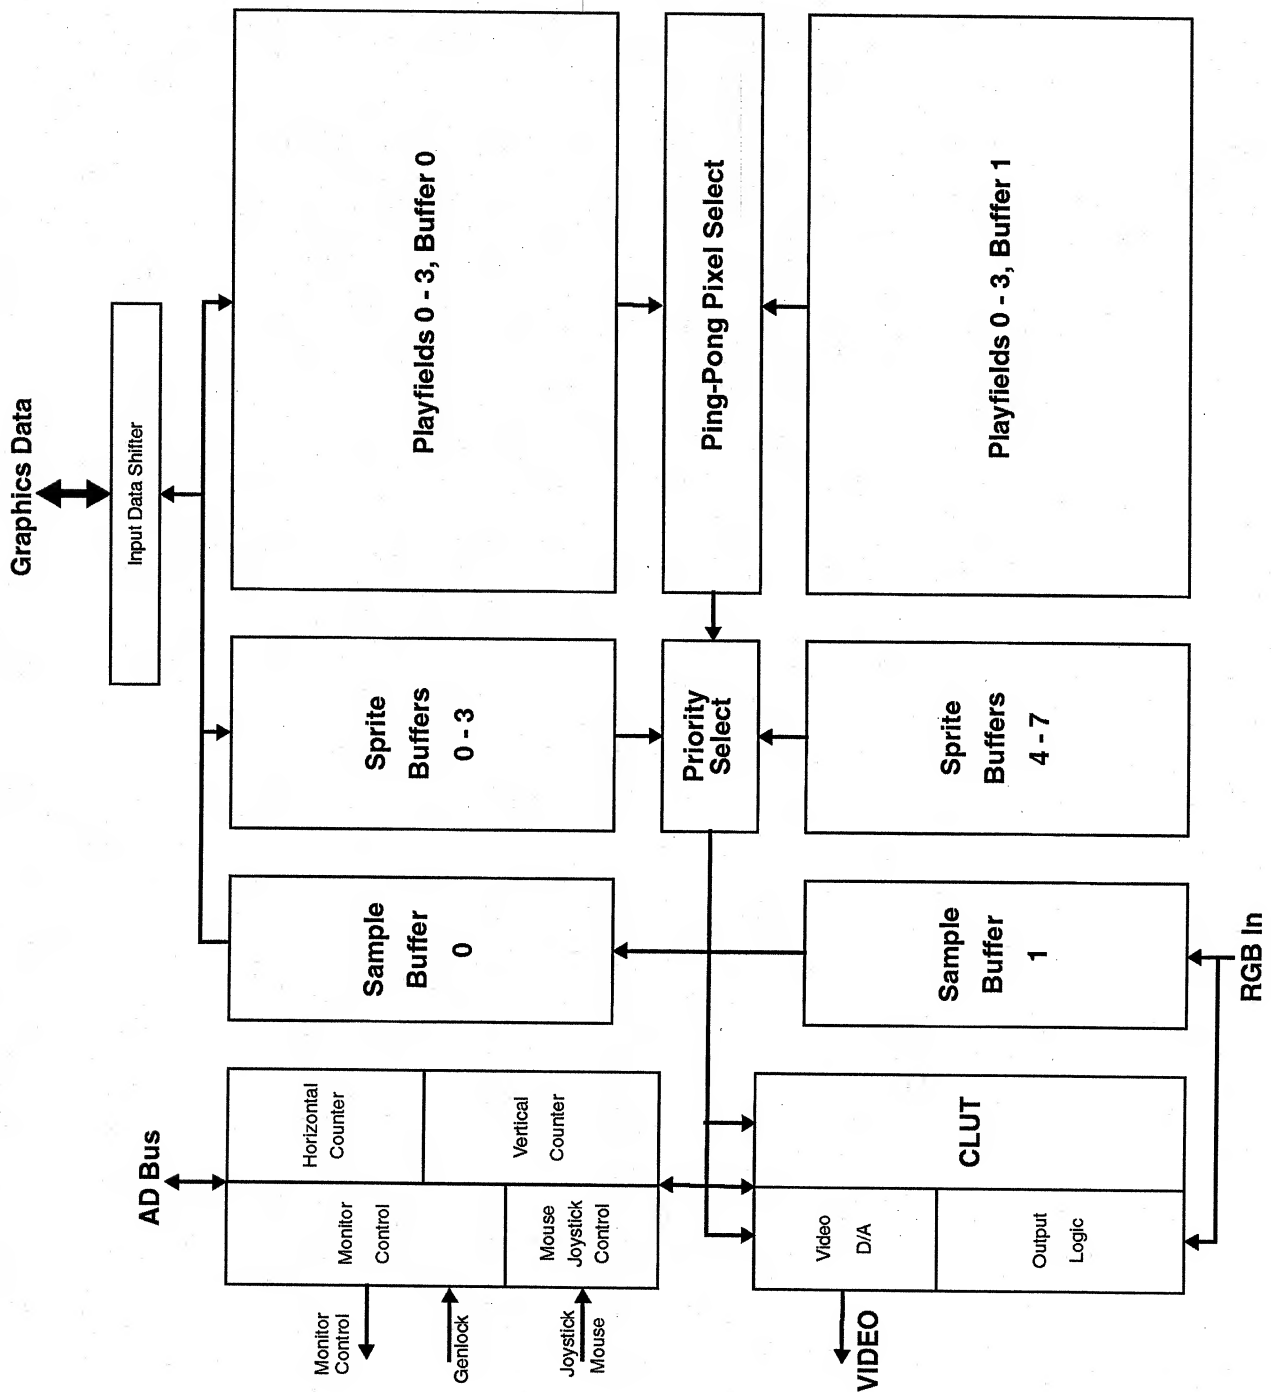 Graphics Data
Input Data Shifter
Playfields 0 - 3, Buffer 0
Ping-Pong Pixel Select
Playfields 0 - 3, Buffer 1
Sprite
Buffers
0 - 3
Priority
Select
Sprite
Buffers
4 - 7
Sample
Buffer
0
Sample
Buffer
1
RGB In
AD Bus
Horizontal
Counter
Vertical
Counter
Monitor
Control
Mouse
Joystick
Control
CLUT
Video
D/A
Output
Logic
Monitor
Control
Genlock
Joystick
Mouse
VIDEO